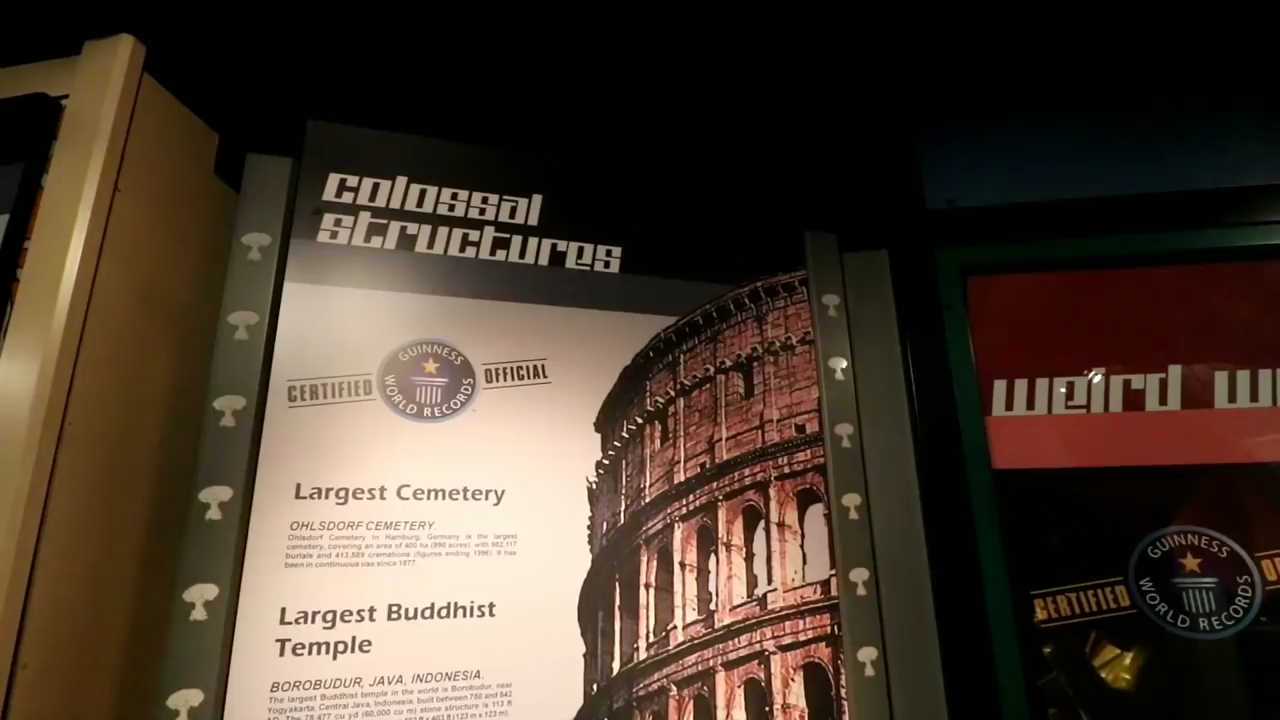 colossal
structures
CERTIFIED
GUINNESS
WORLD RECORDS
OFFICIAL
Largest Cemetery
OHLSDORF CEMETERY.
Ohlsdorf Cemetery in Hamburg, Germany is the largest
cemetery, covering an area of 400 ha (990 acres) with 982,117
burials and 413,589 cremations (figures ending 1996). It has
been in continuous use since 1877.
Largest Buddhist
Temple
BOROBUDUR, JAVA, INDONESIA.
The largest Buddhist temple in the world is Borobudur, near
Yogyakarta, Central Java, Indonesia, built between 750 and 842
AD. The 78,477 cu yd (60,000 cu m) stone structure is 113 ft
403 ft (123 m x 123 m).
weird
CERTIFIED
GUINNESS
WORLD RECORDS